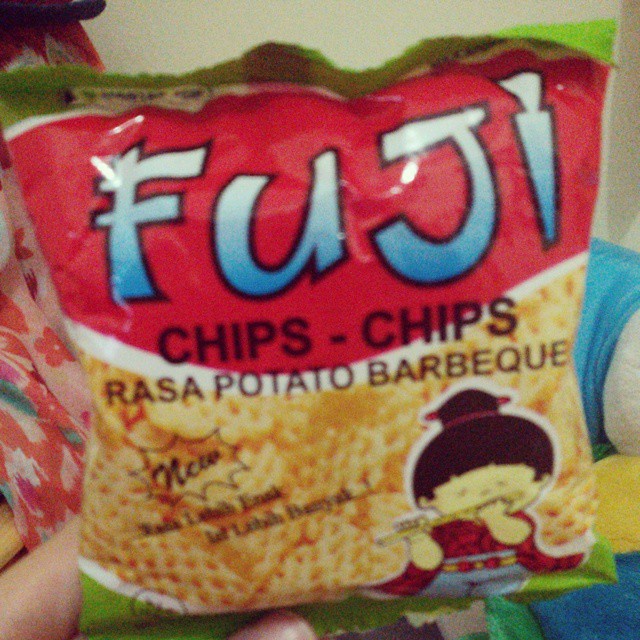 FUJI
CHIPS - CHIPS
RASA POTATO BARBEQUE
New
Rasa Lebih Enak
Isi Lebih Banyak..!